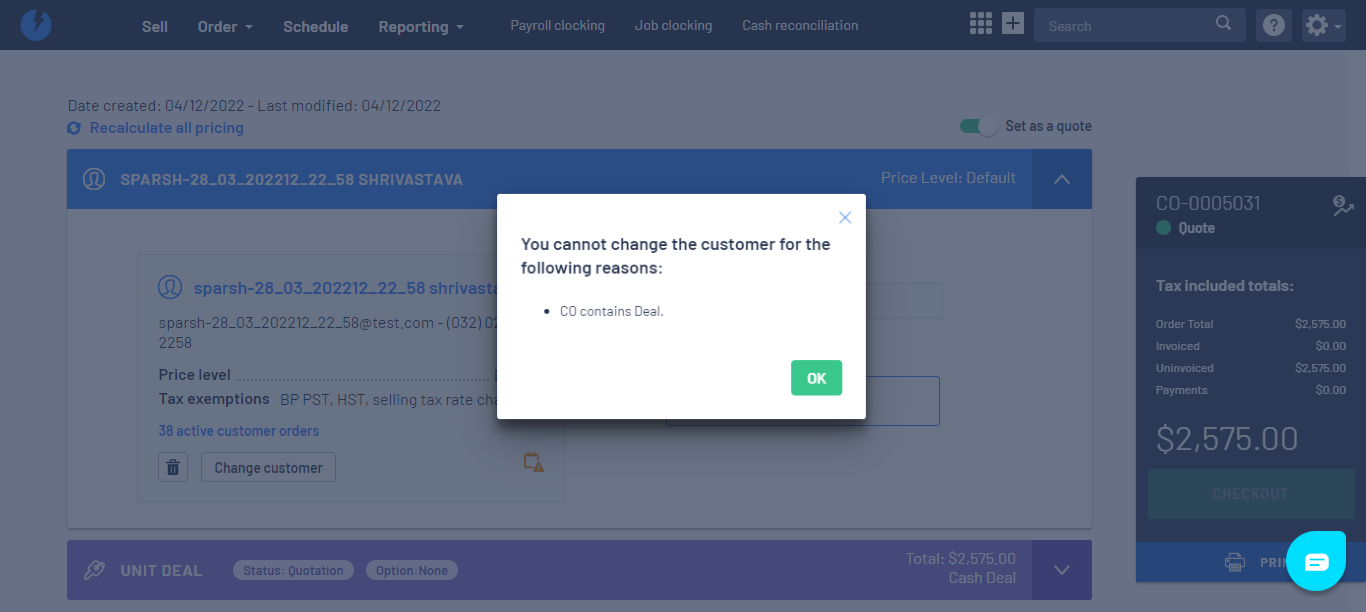 Sell Order Schedule Reporting Payroll clocking Job clocking Cash reconciliation Search
Date created: 04/12/2022 - Last modified: 04/12/2022
Recalculate all pricing
Set as a quote
SPARSH-28_03_202212_22_58 SHRIVASTAVA
Price Level: Default
sparsh-28_03_202212_22_58 shrivasta
sparsh-28_03_202212_22_58@test.com - (032) 02
2258
Price level
Tax exemptions BP PST, HST, selling tax rate cha
38 active customer orders
Change customer
You cannot change the customer for the
following reasons:
• CO contains Deal.
OK
UNIT DEAL
Status: Quotation
Option:None
Total: $2,575.00
Cash Deal
CO-0005031
Quote
Tax included totals:
Order Total $2,575.00
Invoiced $0.00
Uninvoiced $2,575.00
Payments $0.00
$2,575.00
CHECKOUT
PRIN